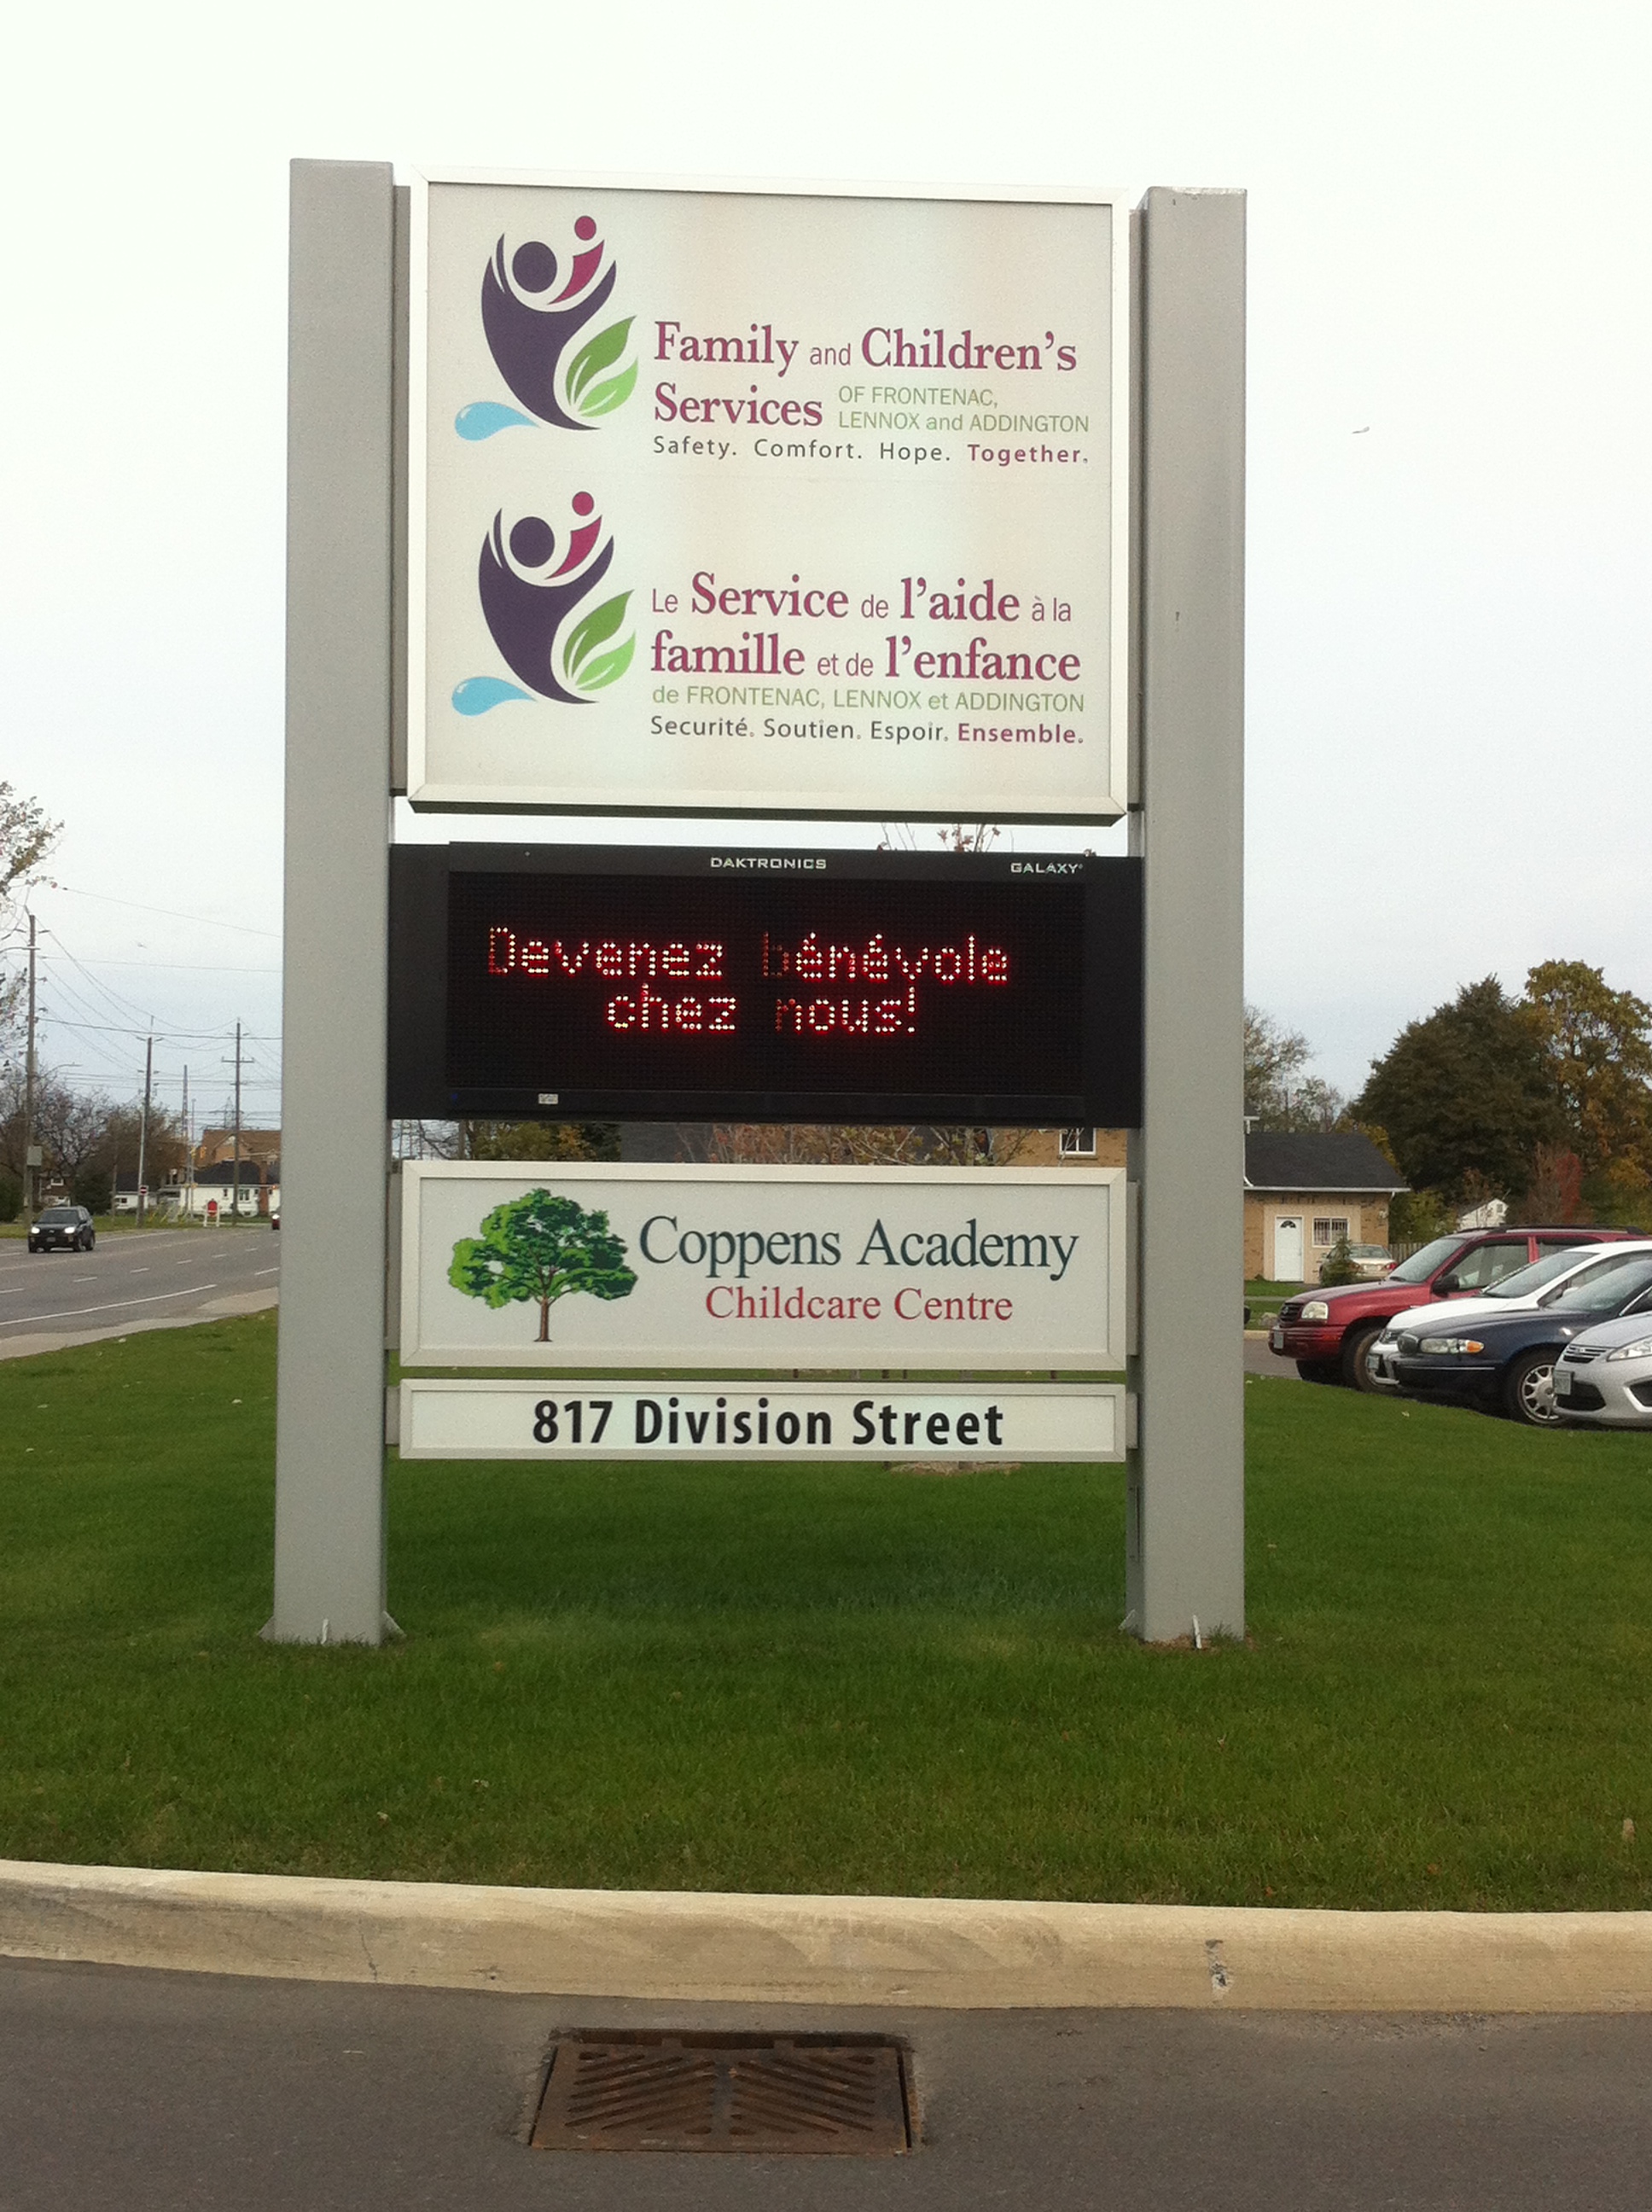 Family and Children's
Services OF FRONTENAC,
LENNOX and ADDINGTON
Safety. Comfort. Hope. Together.
Le Service de l'aide à la
famille et de l'enfance
de FRONTENAC, LENNOX et ADDINGTON
Securité. Soutien. Espoir. Ensemble.
DAKTRONICS GALAXY®
Devenez bénévole
chez nous!
Coppens Academy
Childcare Centre
817 Division Street